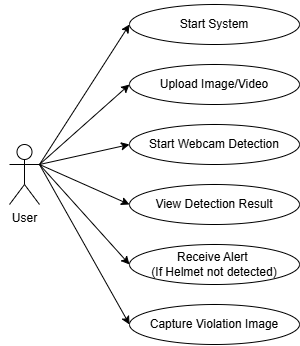 Start System
Upload Image/Video
Start Webcam Detection
User
View Detection Result
Receive Alert
(If Helmet not detected)
Capture Violation Image